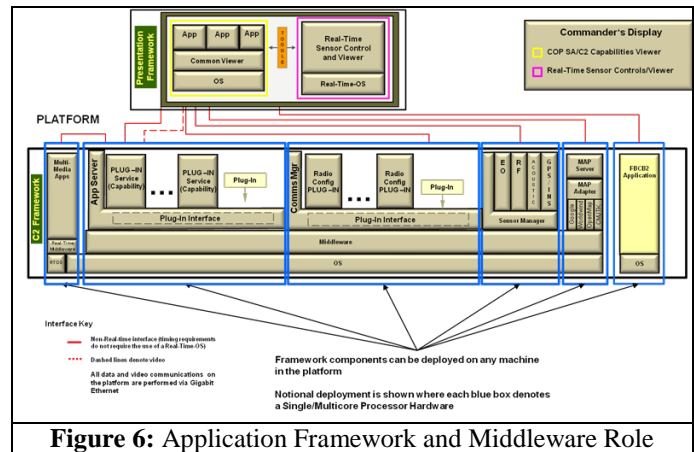 Presentation
Framework
App
App
App
Common Viewer
OS
TOGGLE
Real-Time
Sensor Control
and Viewer
Real-Time-OS
Commander's Display
COP SA/C2 Capabilities Viewer
Real-Time Sensor Controls/Viewer
PLATFORM
C2 Framework
Multi-
Media
Apps
Real-Time
Middleware
RTOS
App Server
PLUG-IN
Service
(Capability)
...
PLUG-IN
Service
(Capability)
Plug-In
Plug-In Interface
Comms Mgr
Radio
Config
PLUG-IN
...
Radio
Config
PLUG-IN
Plug-In
Plug-In Interface
EO
RF
ACOUSTIC
GPS-INS
Sensor Manager
MAP
Server
MAP
Adaptor
Google
Worldwind
OpenMap
FBCB2
Application
OS
Middleware
OS
Interface Key
Non-Real-time interface (timing requirements
do not require the use of a Real-Time-OS)
Dashed lines denote video
All data and video communications on
the platform are performed via Gigabit
Ethernet
Framework components can be deployed on any machine
in the platform
Notional deployment is shown where each blue box denotes
a Single/Multicore Processor Hardware
Figure 6: Application Framework and Middleware Role